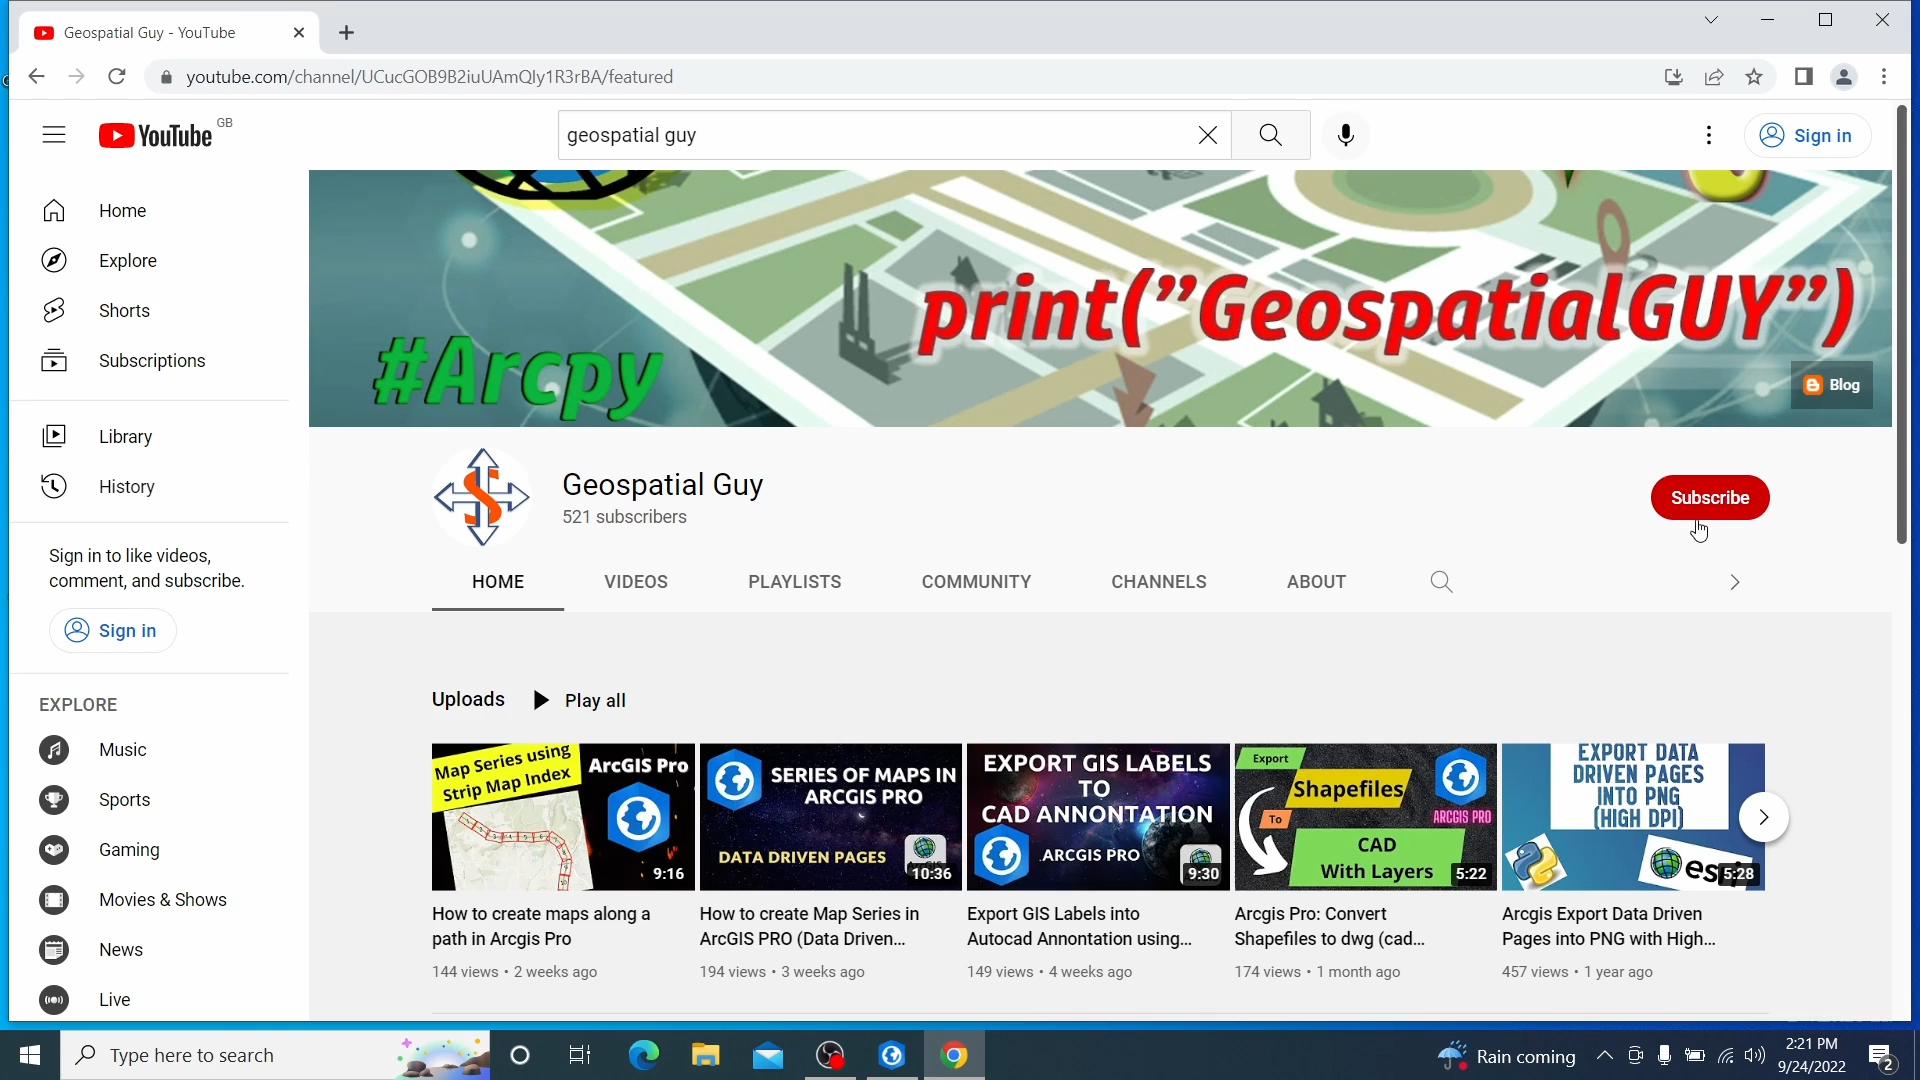 Geospatial Guy - YouTube
youtube.com/channel/UCucGOB9B2iuUAmQIy1R3rBA/featured
YouTube GB
geospatial guy
Sign in
Home
Explore
Shorts
Subscriptions
Library
History
Sign in to like videos,
comment, and subscribe.
Sign in
EXPLORE
Music
Sports
Gaming
Movies & Shows
News
Live
print("GeospatialGUY")
#Arcpy
Blog
Geospatial Guy
521 subscribers
Subscribe
HOME VIDEOS PLAYLISTS COMMUNITY CHANNELS ABOUT
Uploads Play all
Map Series using
Strip Map Index
ArcGIS Pro
9:16
SERIES OF MAPS IN
ARCGIS PRO
DATA DRIVEN PAGES
10:36
EXPORT GIS LABELS
TO
CAD ANNONTATION
ARCGIS PRO
9:30
Export
Shapefiles
To
ARCGIS PRO
CAD
With Layers
5:22
EXPORT DATA
DRIVEN PAGES
INTO PNG
(HIGH DPI)
esri
5:28
How to create maps along a
path in Arcgis Pro
144 views • 2 weeks ago
How to create Map Series in
ArcGIS PRO (Data Driven...
194 views • 3 weeks ago
Export GIS Labels into
Autocad Annontation using...
149 views • 4 weeks ago
Arcgis Pro: Convert
Shapefiles to dwg (cad...
174 views • 1 month ago
Arcgis Export Data Driven
Pages into PNG with High...
457 views • 1 year ago
Type here to search
Rain coming
2:21 PM
9/24/2022
2